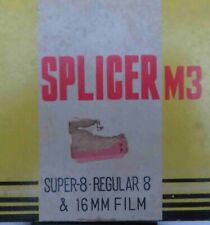 SPLICER M3
SUPER-8·REGULAR 8
& 16MM FILM